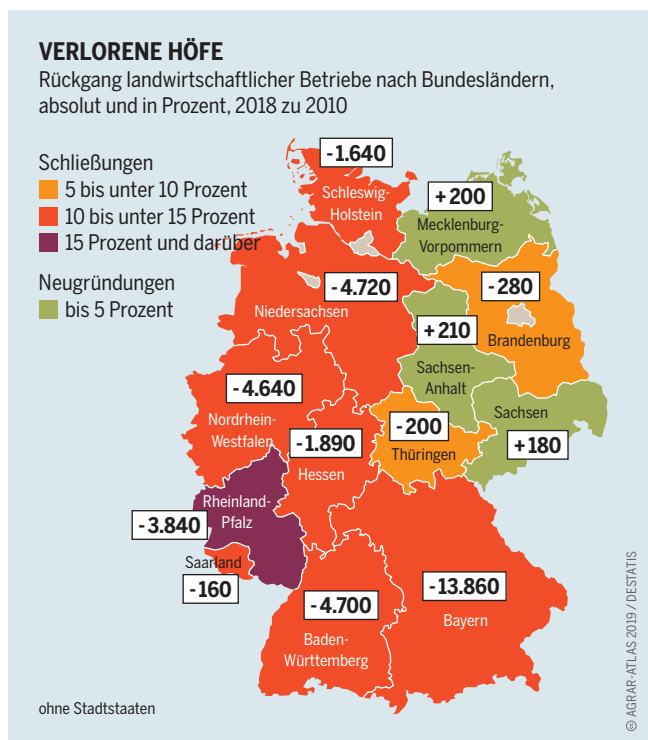 VERLORENE HÖFE
Rückgang landwirtschaftlicher Betriebe nach Bundesländern,
absolut und in Prozent, 2018 zu 2010
Schließungen
5 bis unter 10 Prozent
10 bis unter 15 Prozent
15 Prozent und darüber
Neugründungen
bis 5 Prozent
-1.640
Schleswig-
Holstein
+200
Mecklenburg-
Vorpommern
-4.720
Niedersachsen
-280
Brandenburg
+210
Sachsen-
Anhalt
-4.640
Nordrhein-
Westfalen
-1.890
Hessen
-200
Thüringen
Sachsen
+180
Rheinland-
Pfalz
-3.840
Saarland
-160
-4.700
Baden-
Württemberg
-13.860
Bayern
ohne Stadtstaaten
© AGRAR-ATLAS 2019 / DESTATIS